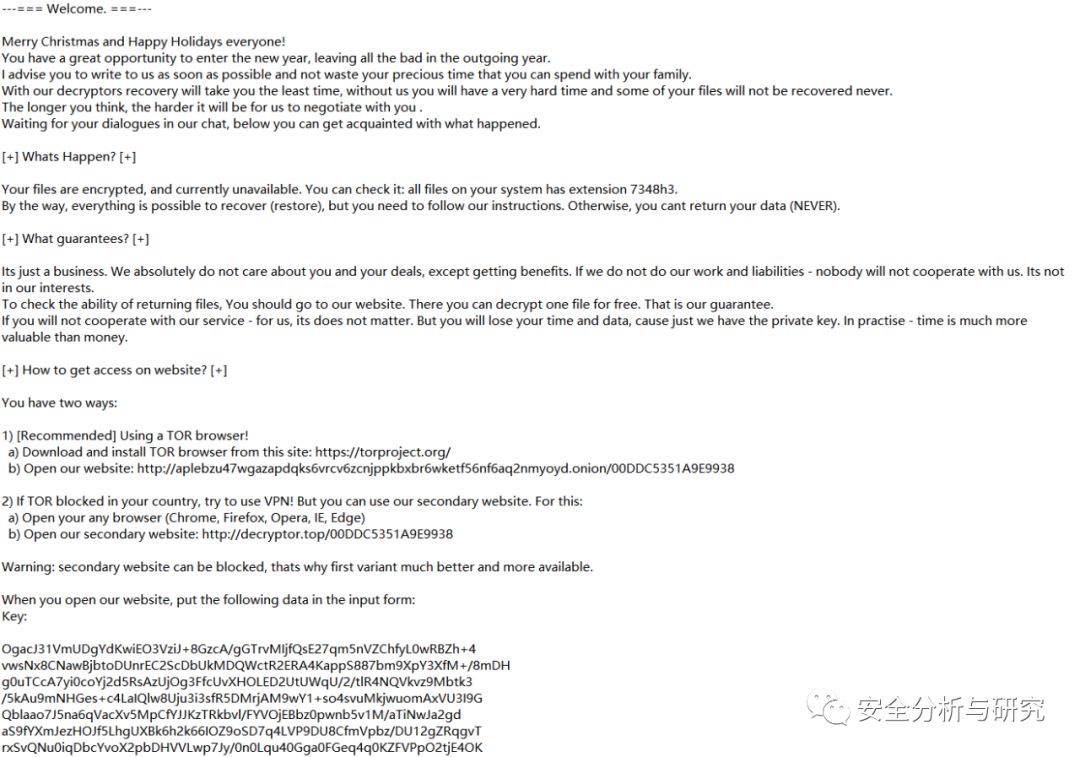 ---=== Welcome. ===---
Merry Christmas and Happy Holidays everyone!
You have a great opportunity to enter the new year, leaving all the bad in the outgoing year.
I advise you to write to us as soon as possible and not waste your precious time that you can spend with your family.
With our decryptors recovery will take you the least time, without us you will have a very hard time and some of your files will not be recovered never.
The longer you think, the harder it will be for us to negotiate with you .
Waiting for your dialogues in our chat, below you can get acquainted with what happened.
[+] Whats Happen? [+]
Your files are encrypted, and currently unavailable. You can check it: all files on your system has extension 7348h3.
By the way, everything is possible to recover (restore), but you need to follow our instructions. Otherwise, you cant return your data (NEVER).
[+] What guarantees? [+]
Its just a business. We absolutely do not care about you and your deals, except getting benefits. If we do not do our work and liabilities - nobody will not cooperate with us. Its not
in our interests.
To check the ability of returning files, You should go to our website. There you can decrypt one file for free. That is our guarantee.
If you will not cooperate with our service - for us, its does not matter. But you will lose your time and data, cause just we have the private key. In practise - time is much more
valuable than money.
[+] How to get access on website? [+]
You have two ways:
1) [Recommended] Using a TOR browser!
a) Download and install TOR browser from this site: https://torproject.org/
b) Open our website: http://aplebzu47wgazapdqks6vrcv6zcnjppkbxbr6wketf56nf6aq2nmyoyd.onion/00DDC5351A9E9938
2) If TOR blocked in your country, try to use VPN! But you can use our secondary website. For this:
a) Open your any browser (Chrome, Firefox, Opera, IE, Edge)
b) Open our secondary website: http://decryptor.top/00DDC5351A9E9938
Warning: secondary website can be blocked, thats why first variant much better and more available.
When you open our website, put the following data in the input form:
Key:
OgacJ31VmUDgYdKwiEO3VziJ+8GzcA/gGTrvMIjfQsE27qm5nVZChfyL0wRBZh+4
vwsNx8CNawBjbtoDUnrEC2ScDbUkMDQWctR2ERA4KappS887bm9XpY3XfM+/8mDH
g0uTCcA7yi0coYj2d5RsAzUjOg3FfcUvXHOLED2UtUWqU/2/tlR4NQVkvz9Mbtk3
/5kAu9mNHGes+c4LaIQlw8Uju3i3sfR5DMrjAM9wY1+so4svuMkjwuomAxVU3I9G
Qblaao7J5na6qVacXv5MpCfYJJKzTRkbvl/FYVOjEBbz0pwnb5v1M/aTiNwJa2gd
aS9fYXmJezHOJf5LhgUXBk6h2k66IOZ9oSD7q4LVP9DU8CfmVpbz/DU12gZRqgvT
rxSvQNu0iqDbcYvoX2pbDHVVLwp7Jy/0n0Lqu40Gga0FGeq4q0KZFVPpO2tjE4OK
安全分析与研究